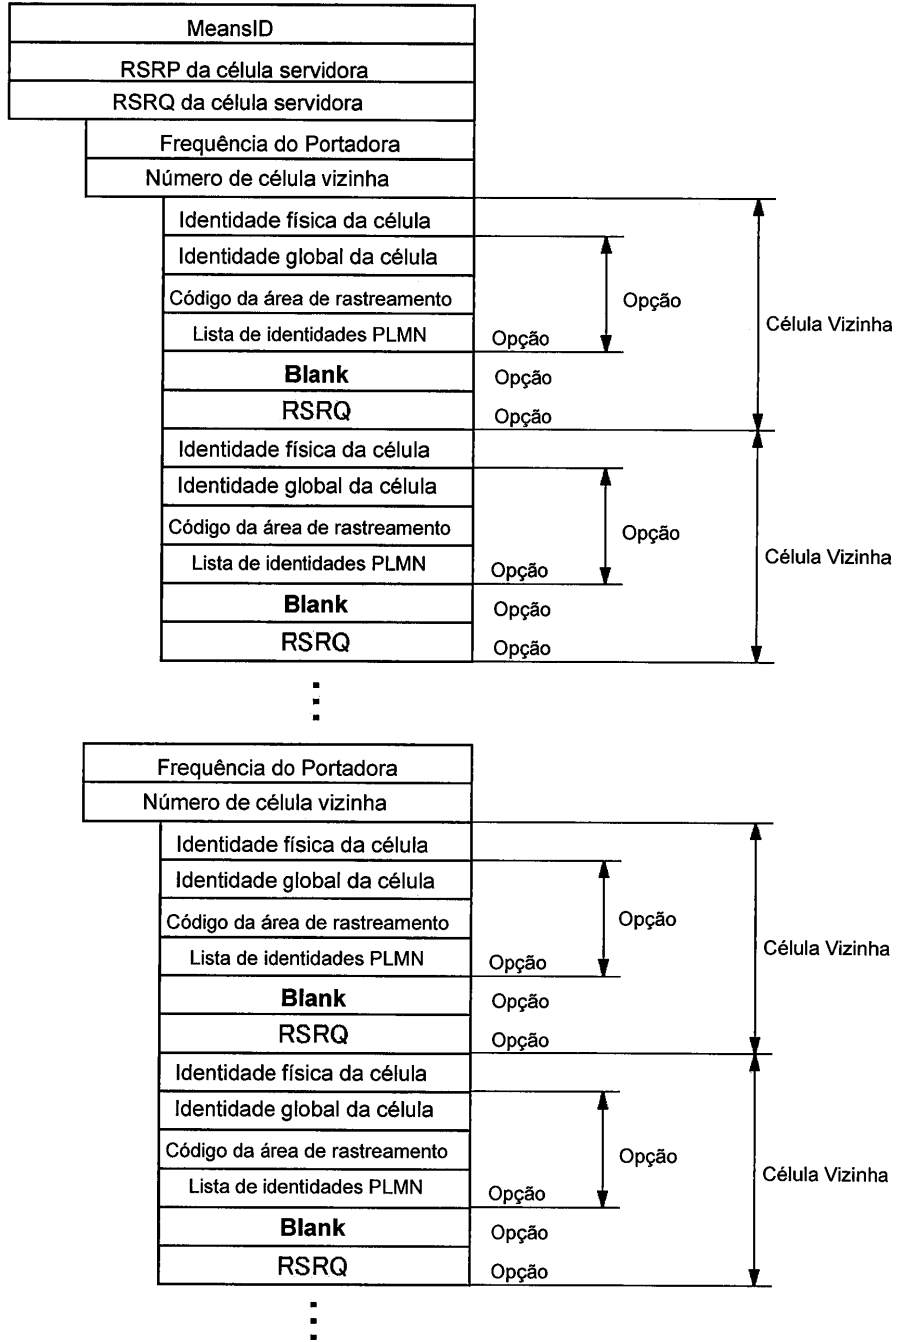 MeansID
RSRP da célula servidora
RSRQ da célula servidora
Frequência do Portadora
Número de célula vizinha
Identidade física da célula
Identidade global da célula
Código da área de rastreamento
Opção
Lista de identidades PLMN
Opção
Célula Vizinha
Blank
Opção
RSRQ
Opção
Identidade física da célula
Identidade global da célula
Código da área de rastreamento
Opção
Lista de identidades PLMN
Opção
Célula Vizinha
Blank
Opção
RSRQ
Opção
Frequência do Portadora
Número de célula vizinha
Identidade física da célula
Identidade global da célula
Código da área de rastreamento
Opção
Lista de identidades PLMN
Opção
Célula Vizinha
Blank
Opção
RSRQ
Opção
Identidade física da célula
Identidade global da célula
Código da área de rastreamento
Opção
Lista de identidades PLMN
Opção
Célula Vizinha
Blank
Opção
RSRQ
Opção